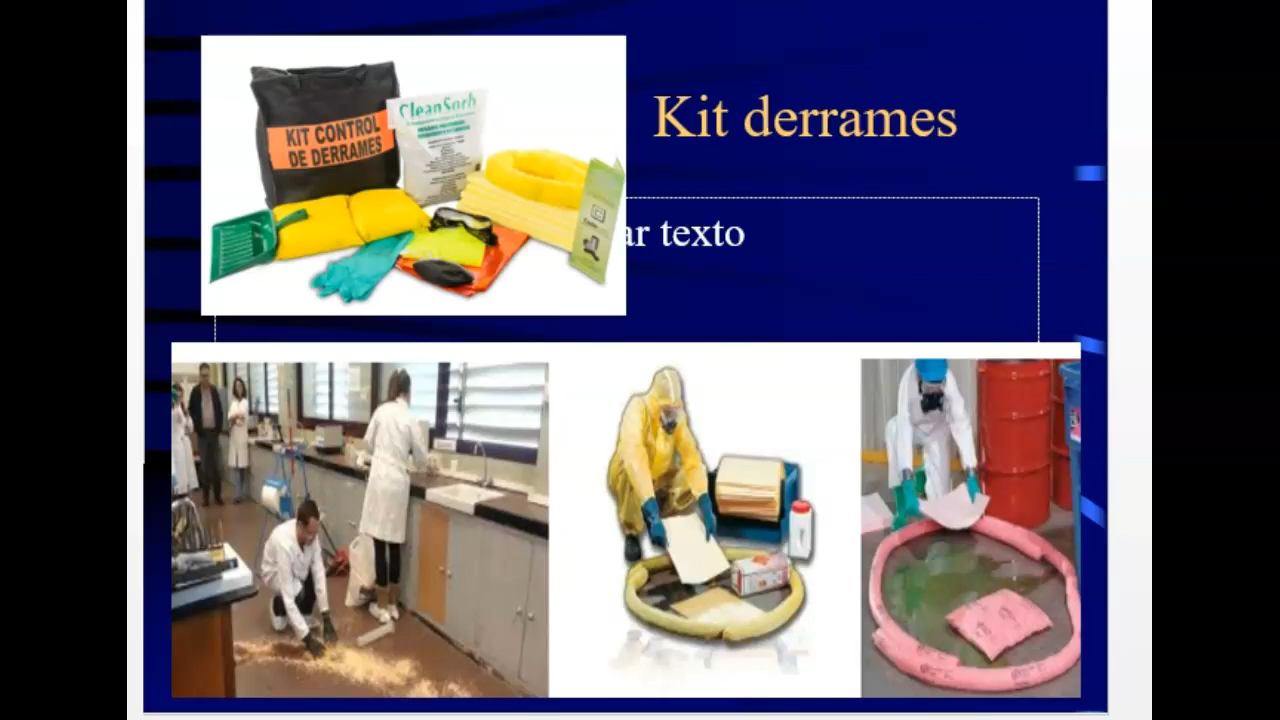 Kit derrames
CleanSorb
KIT CONTROL
DE DERRAMES
ar texto